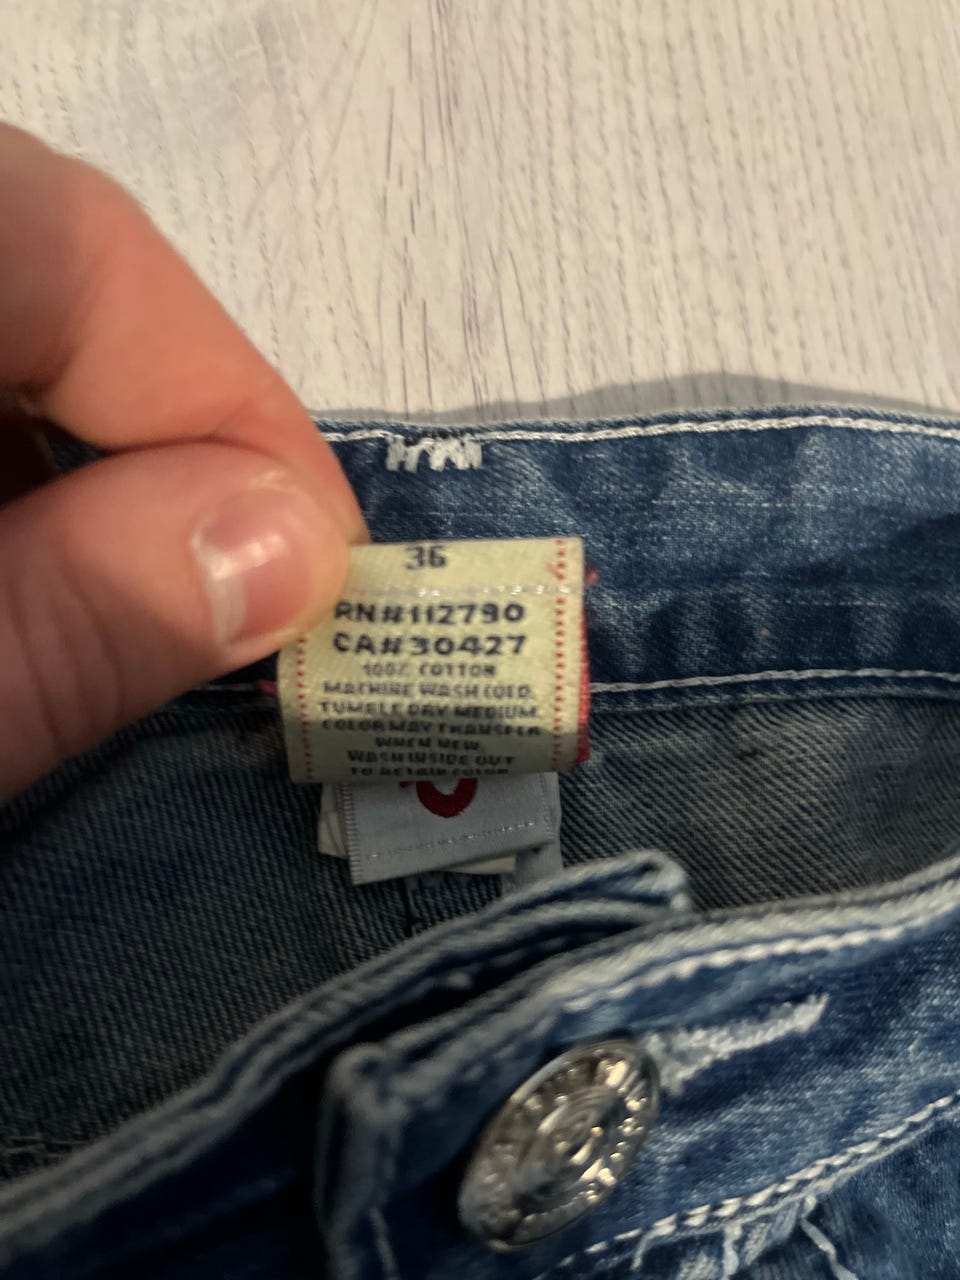 36
RN#112790
CA#30427
100% COTTON
MACHINE WASH COLD.
TUMBLE DRY MEDIUM.
COLOR MAY TRANSFER
WHEN NEW.
WASH INSIDE OUT
TO RETAIN COLOR